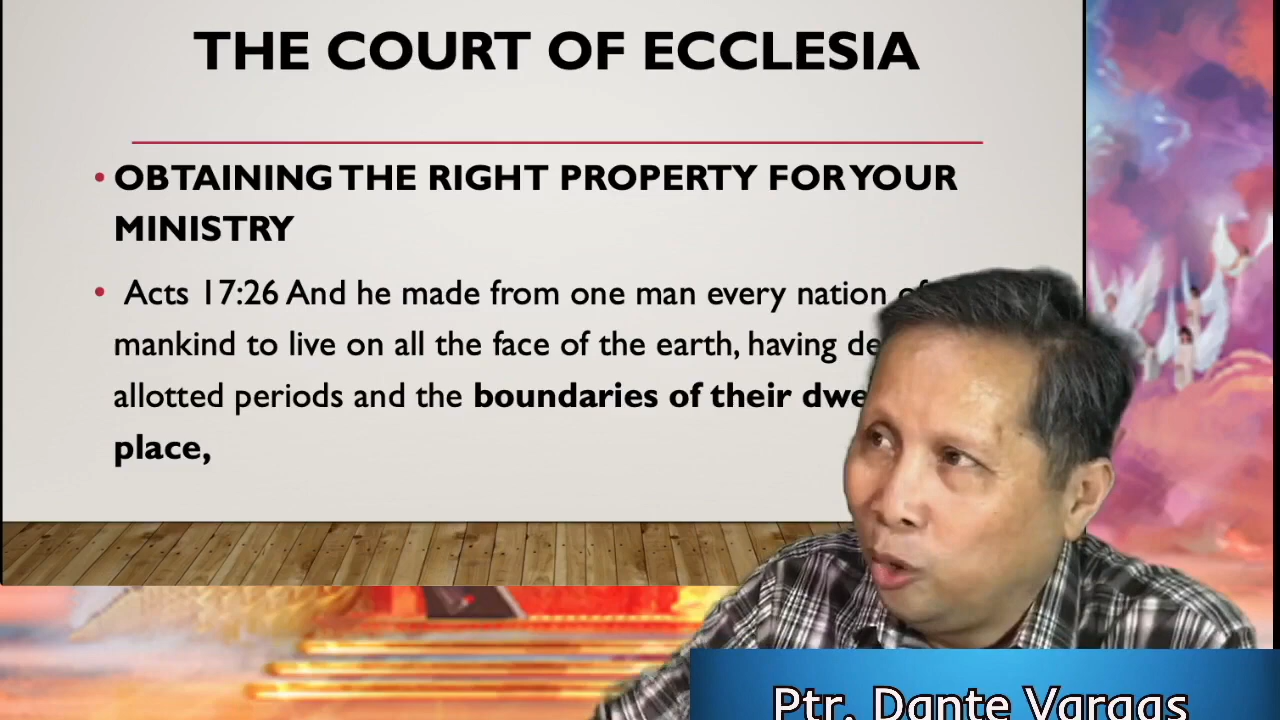 THE COURT OF ECCLESIA
• OBTAINING THE RIGHT PROPERTY FOR YOUR
MINISTRY
• Acts 17:26 And he made from one man every nation of
mankind to live on all the face of the earth, having
allotted periods and the boundaries of their
place,
Ptr. Dante Vargas